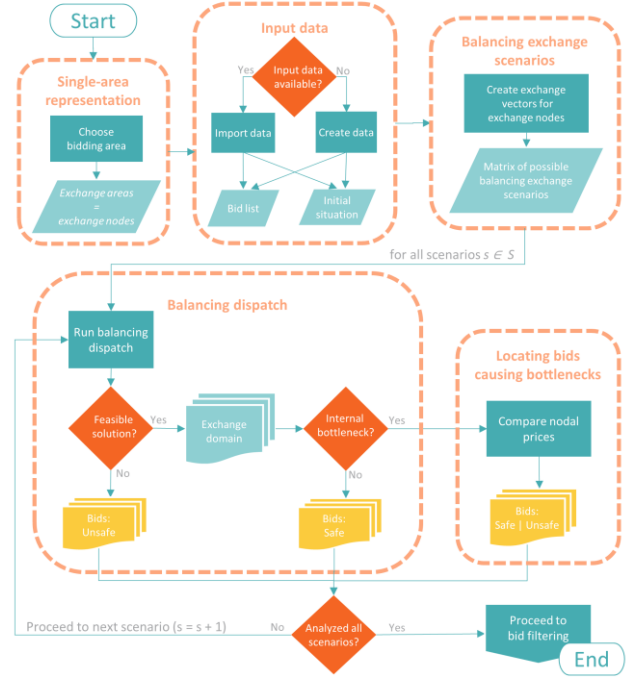 Start
Single-area
representation
Choose
bidding area
Exchange areas
=
exchange nodes
Input data
Yes
Input data
available?
No
Import data
Create data
Bid list
Initial
situation
Balancing exchange
scenarios
Create exchange
vectors for
exchange nodes
Matrix of possible
balancing exchange
scenarios
for all scenarios s ∈ S
Balancing dispatch
Run balancing
dispatch
Feasible
solution?
Yes
Exchange
domain
Internal
bottleneck?
Yes
No
No
Bids:
Unsafe
Bids:
Safe
Locating bids
causing bottlenecks
Compare nodal
prices
Bids:
Safe | Unsafe
Proceed to next scenario (s = s + 1)
No
Analyzed all
scenarios?
Yes
Proceed to
bid filtering
End